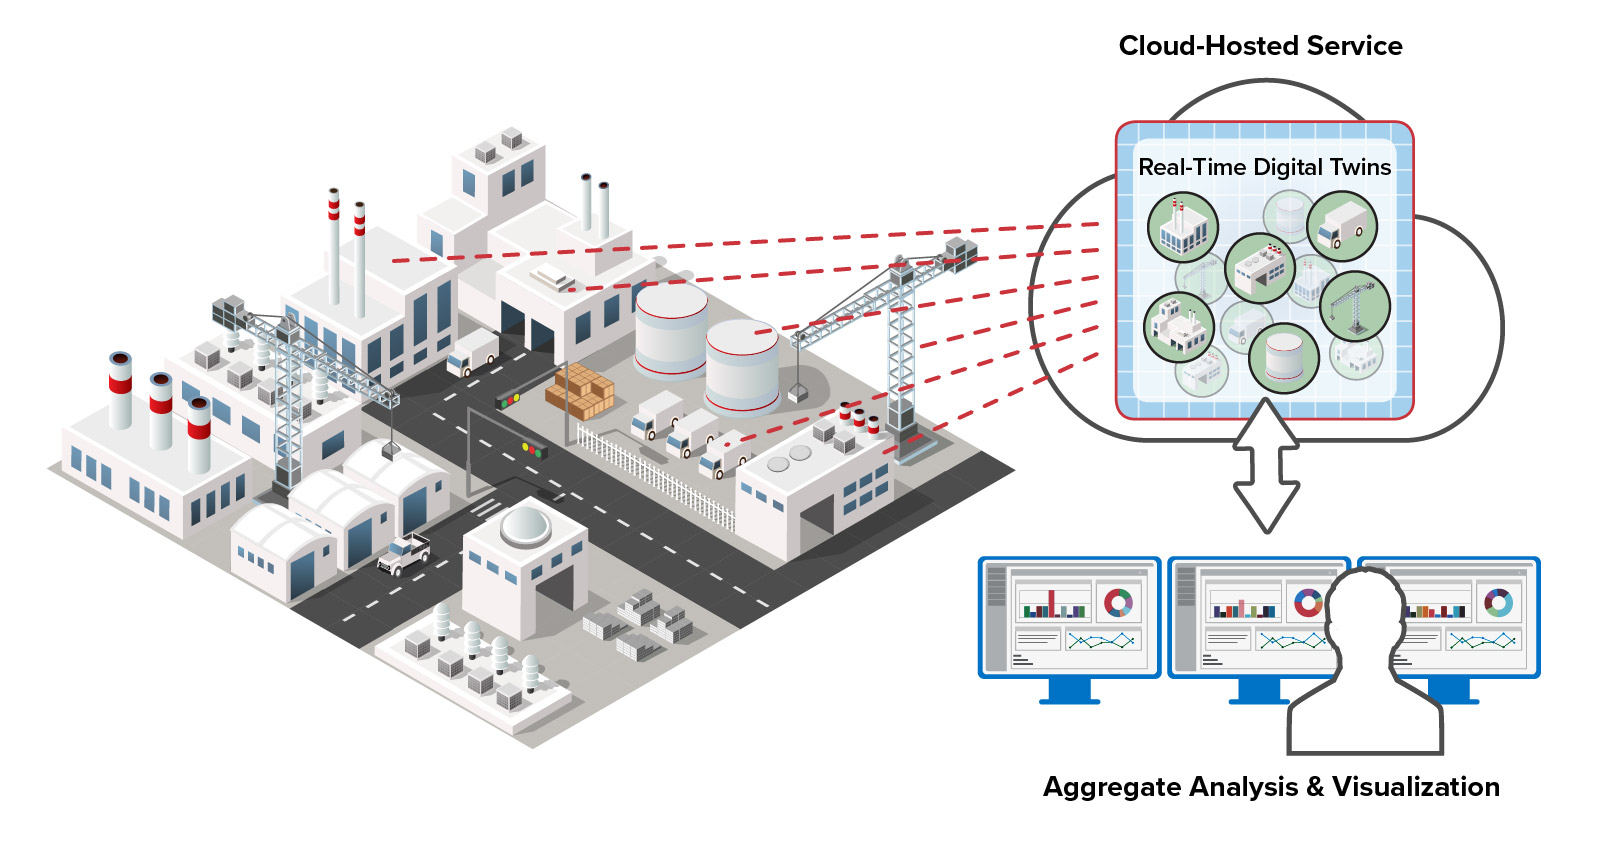 Cloud-Hosted Service
Real-Time Digital Twins
Aggregate Analysis & Visualization